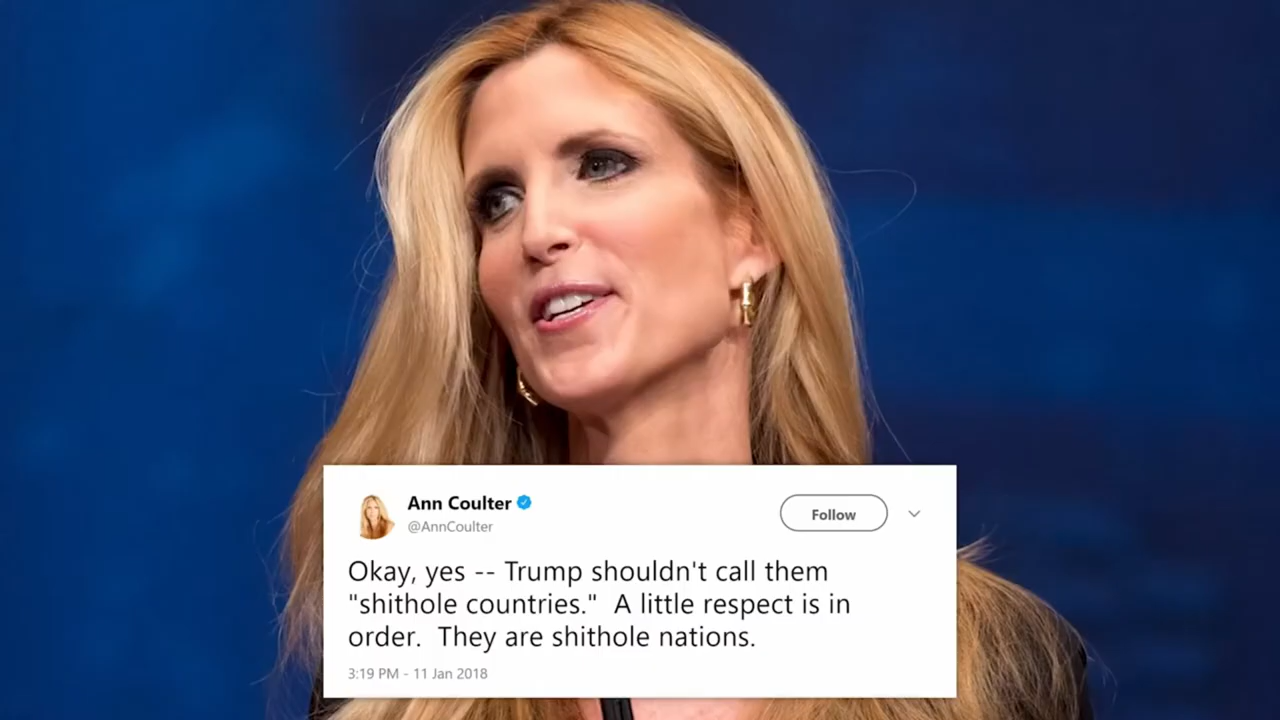 Ann Coulter
@AnnCoulter
Follow
Okay, yes -- Trump shouldn't call them
"shithole countries."  A little respect is in
order.  They are shithole nations.
3:19 PM - 11 Jan 2018